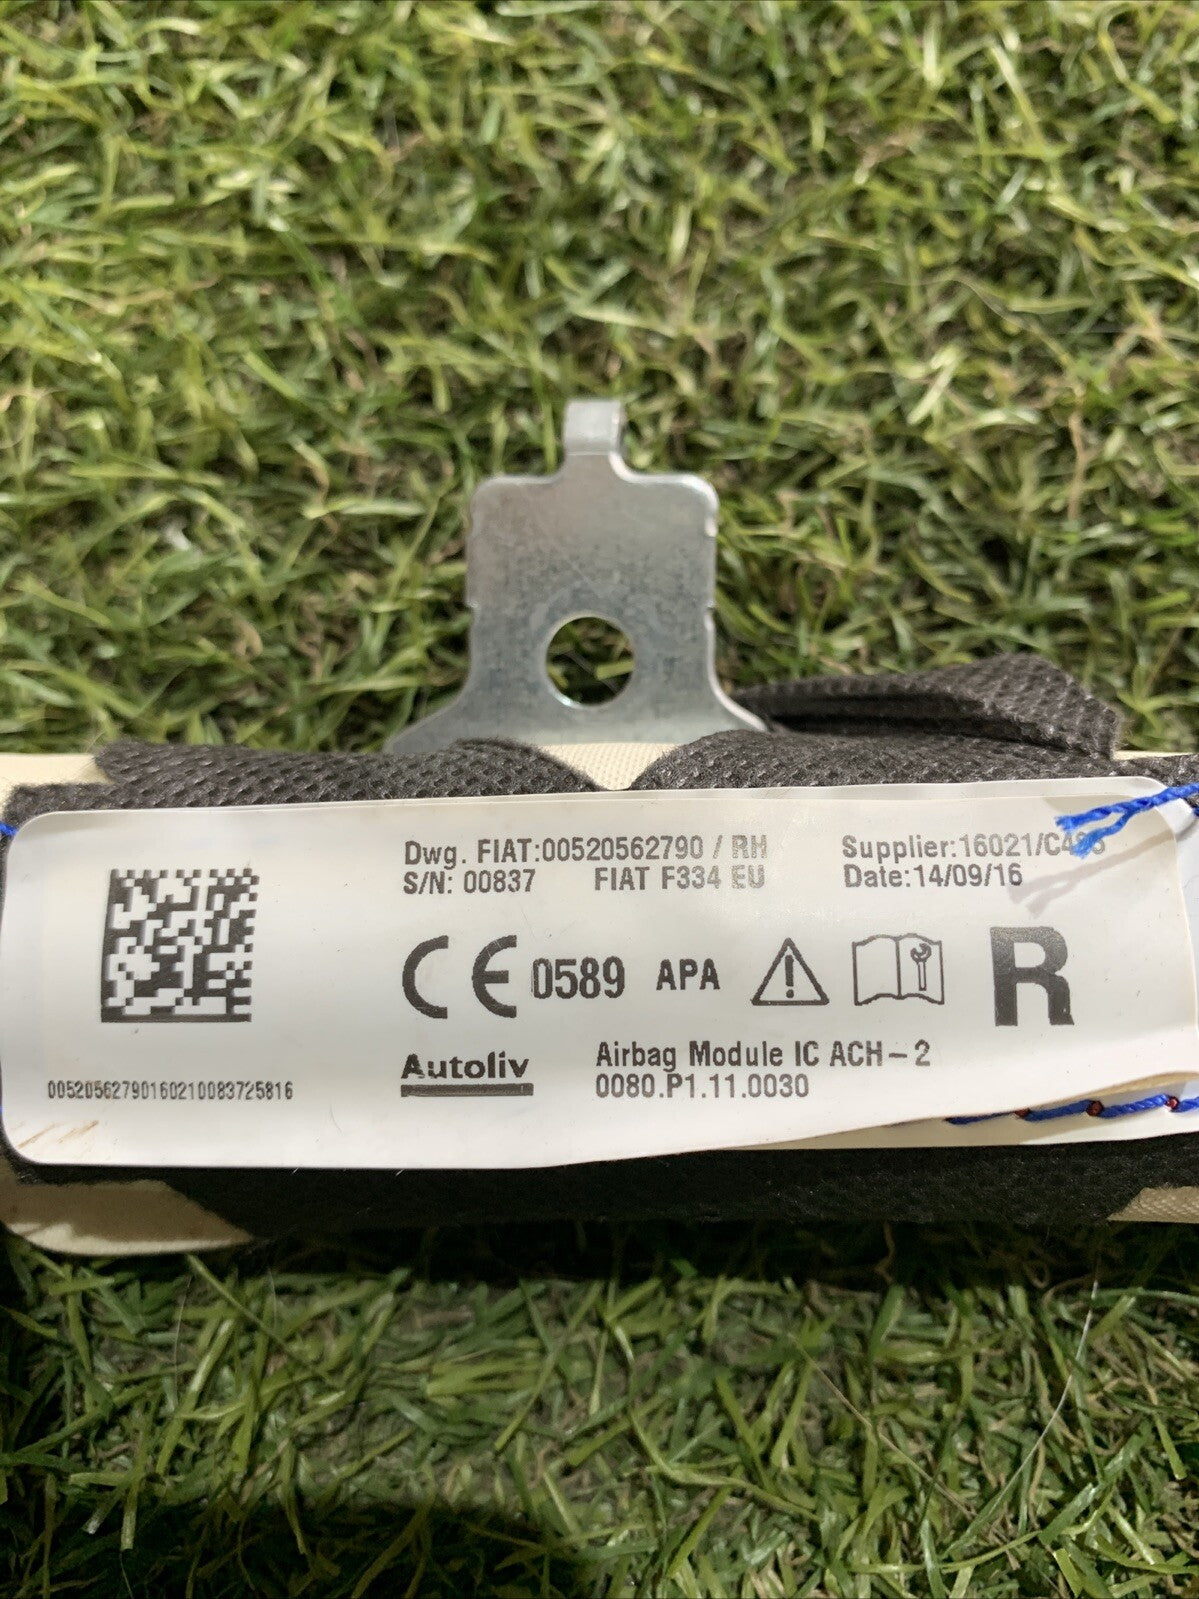 Dwg. FIAT:00520562790 / RH
S/N: 00837 FIAT F334 EU
Supplier:16021/C486
Date:14/09/16
CE 0589 APA
R
Autoliv
Airbag Module IC ACH-2
0080.P1.11.0030
00520562790160210083725816